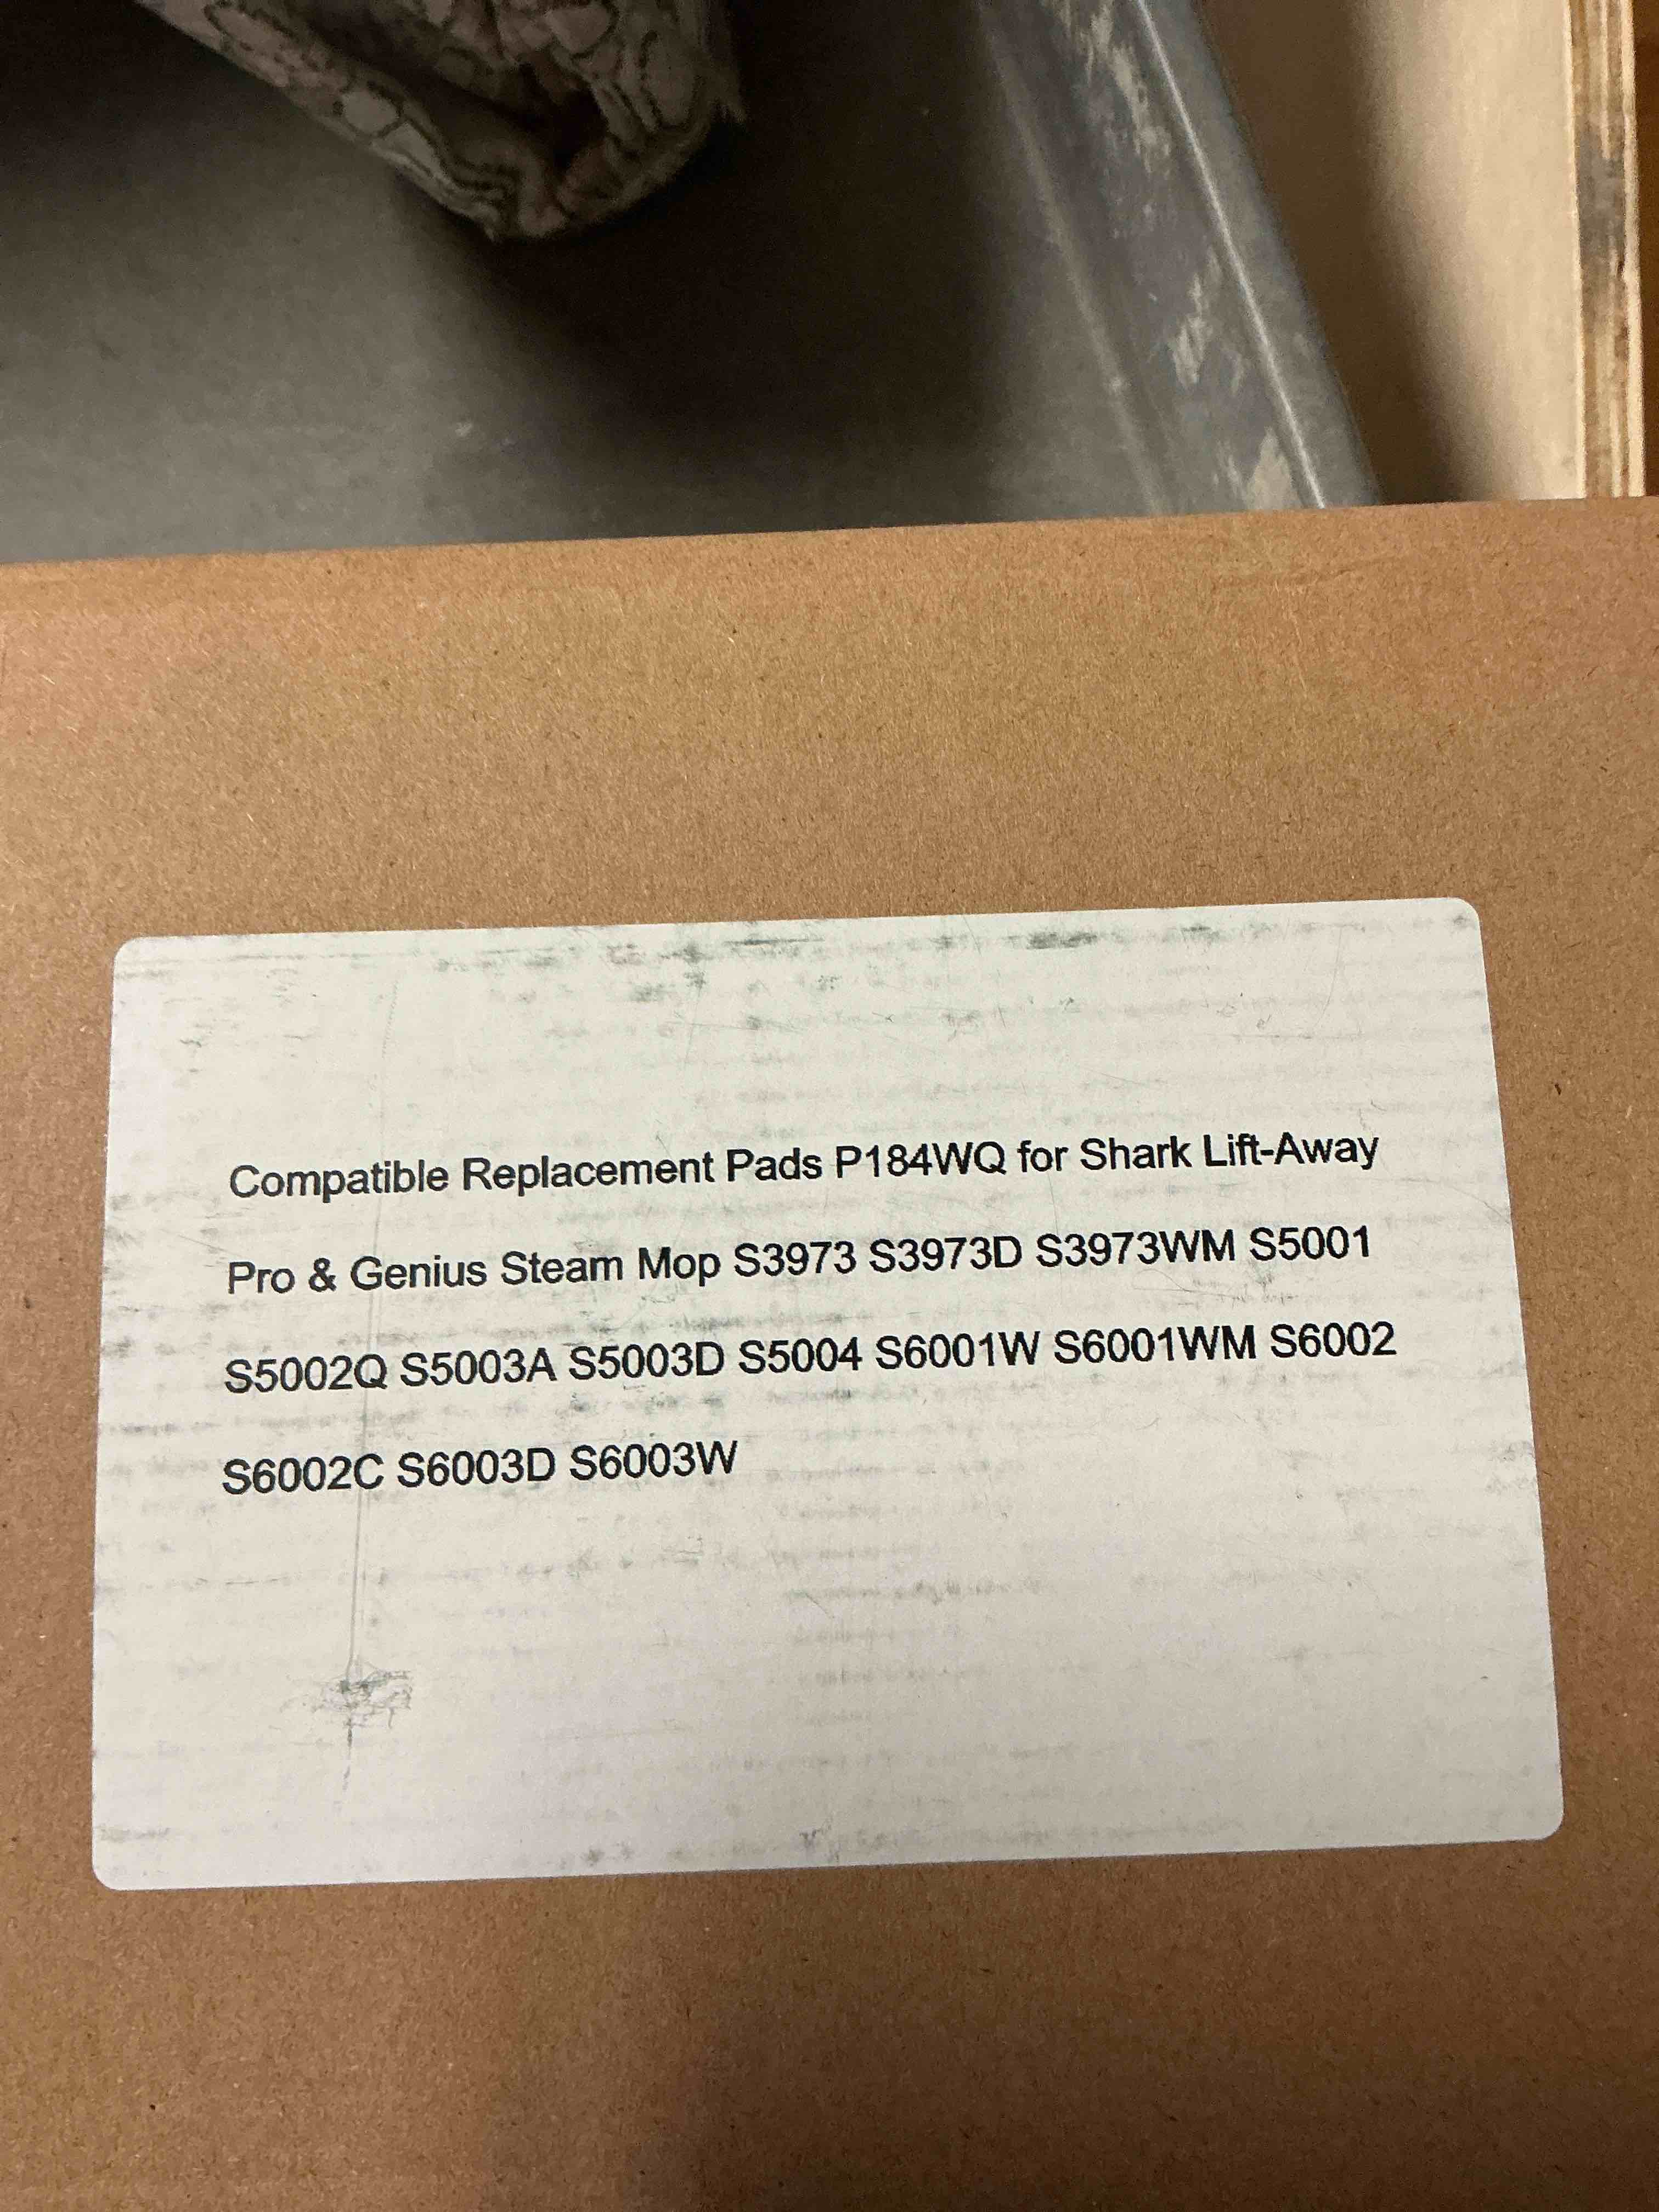 Compatible Replacement Pads P184WQ for Shark Lift-Away
Pro & Genius Steam Mop S3973 S3973D S3973WM S5001
S5002Q S5003A S5003D S5004 S6001W S6001WM S6002
S6002C S6003D S6003W